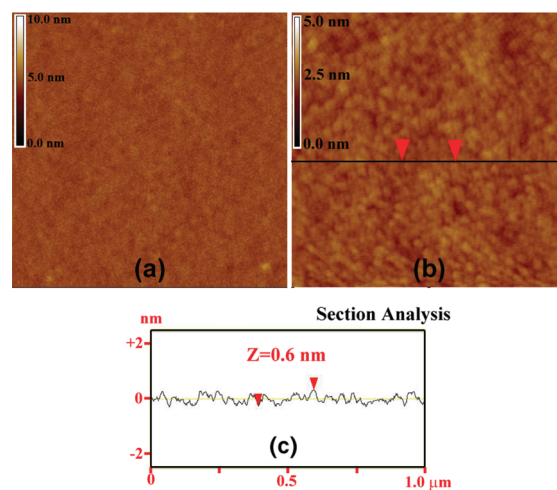 10.0 nm
5.0 nm
0.0 nm
(a)
5.0 nm
2.5 nm
0.0 nm
(b)
Section Analysis
nm
+2
0
-2
Z=0.6 nm
(c)
0
0.5
1.0 μm